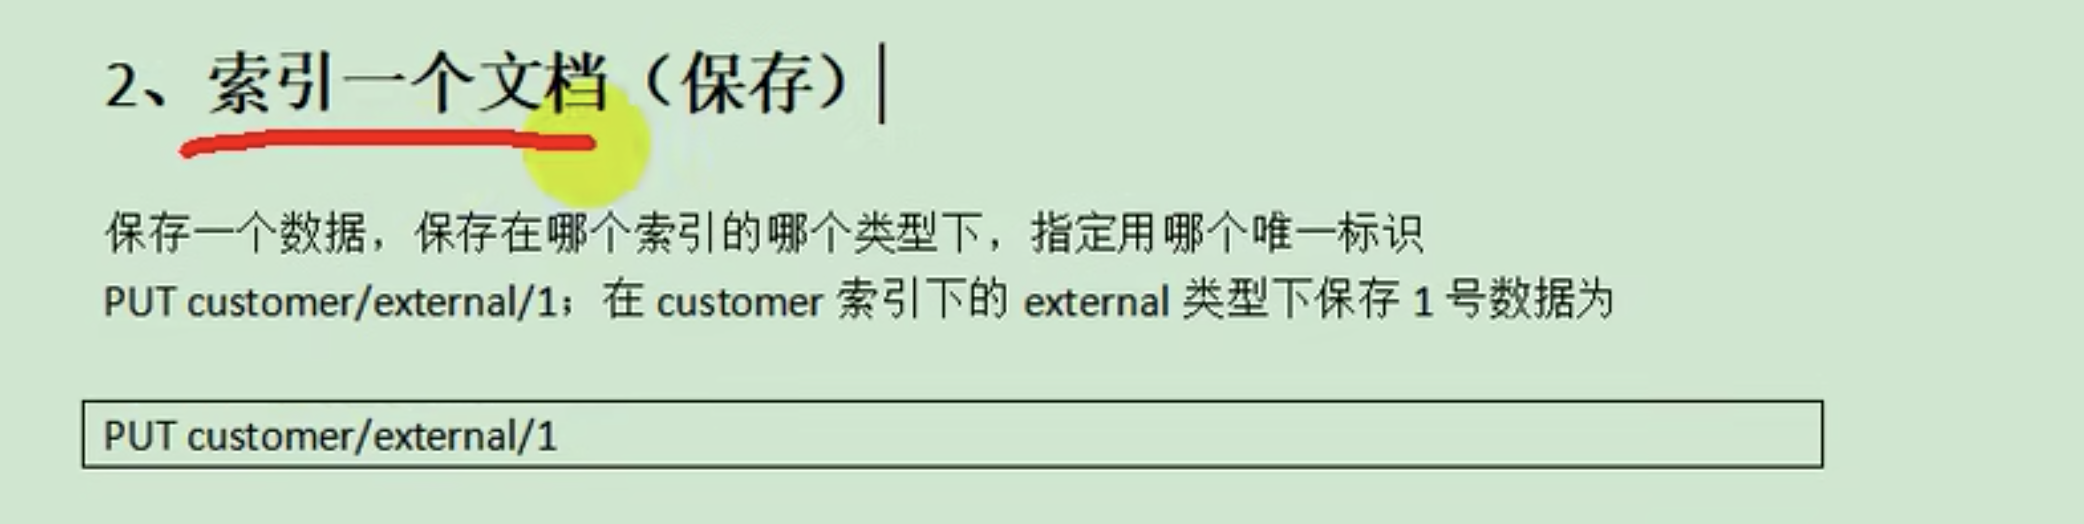 2、索引一个文档（保存）
保存一个数据，保存在哪个索引的哪个类型下，指定用哪个唯一标识
PUT customer/external/1；在 customer 索引下的 external 类型下保存 1 号数据为
PUT customer/external/1